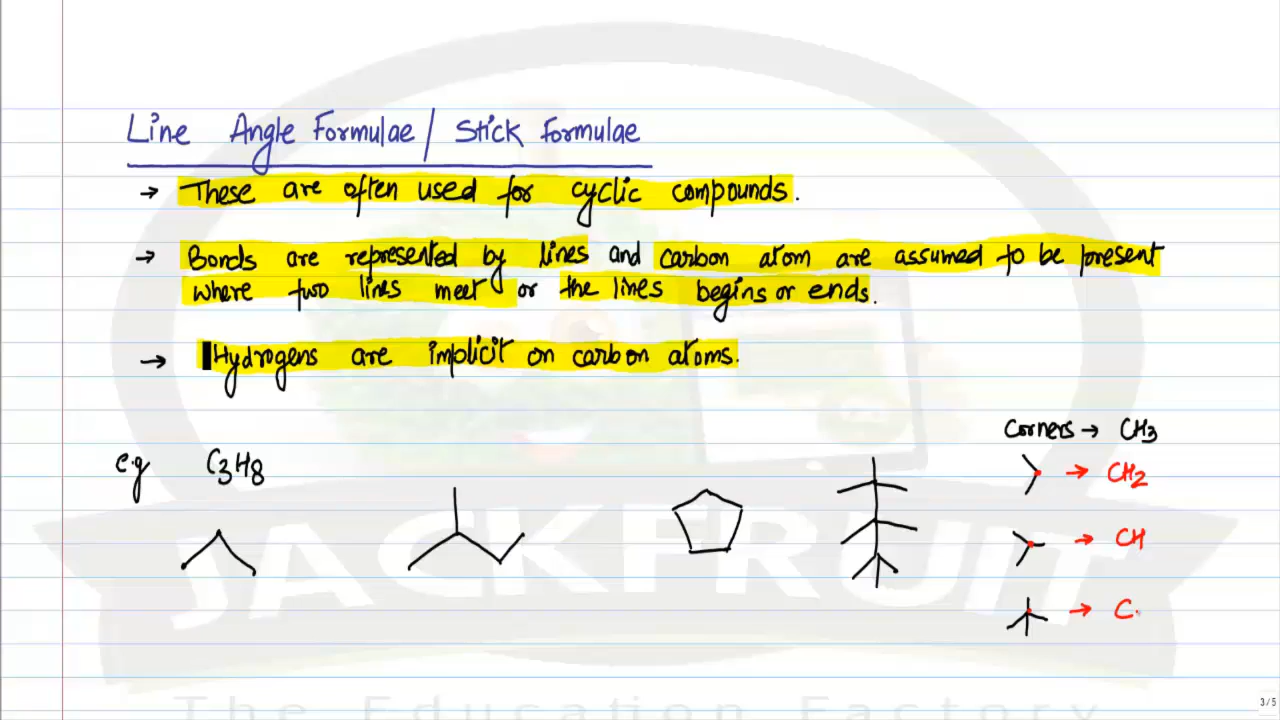 Line Angle Formulae / Stick Formulae
→ These are often used for cyclic compounds.
→ Bonds are represented by lines and carbon atom are assumed to be present
where two lines meet or the lines begins or ends.
→ Hydrogens are implicit on carbon atoms.
Corners → CH3
e.g C3H8
→ CH2
→ CH
→ C.
JACKFRUIT
The Education Factory
3/5